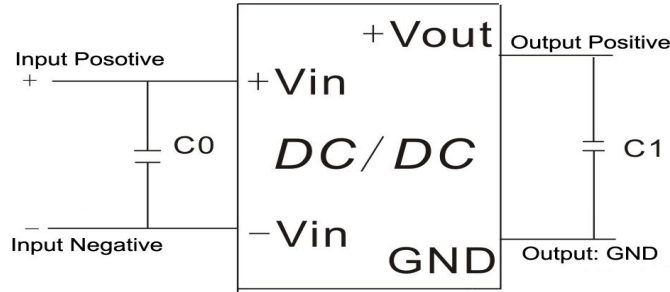 +Vout
Output Positive
Input Posotive
+
+Vin
C0
DC/DC
C1
−
−Vin
Input Negative
GND
Output: GND